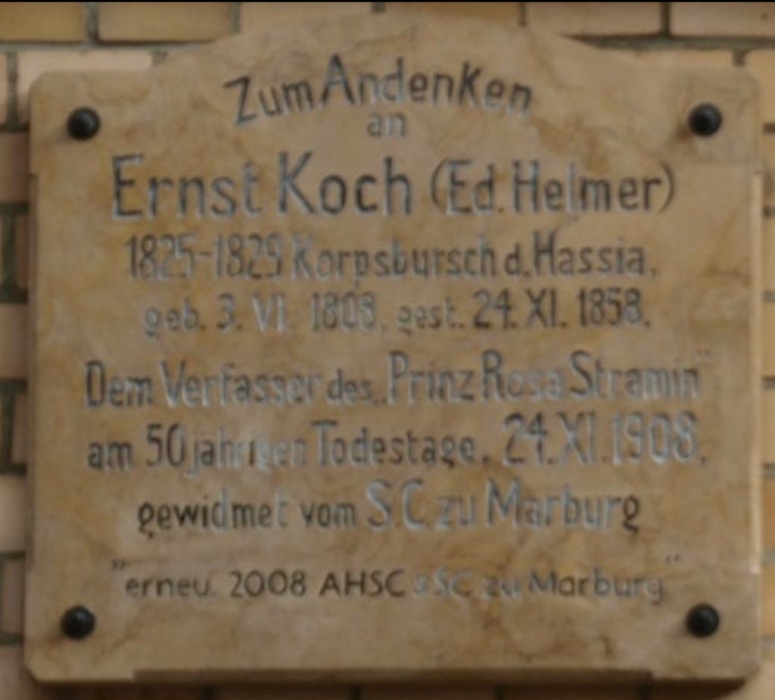 Zum Andenken
an
Ernst Koch (Ed. Helmer)
1825-1829 Korpsbursch d. Hassia,
geb. 3. VI. 1808, gest. 24. XI. 1858.
Dem Verfasser des „Prinz Rosa Stramin"
am 50jährigen Todestage, 24. XI. 1908.
gewidmet vom S.C. zu Marburg
"erneu. 2008 AHSC & SC zu Marburg"